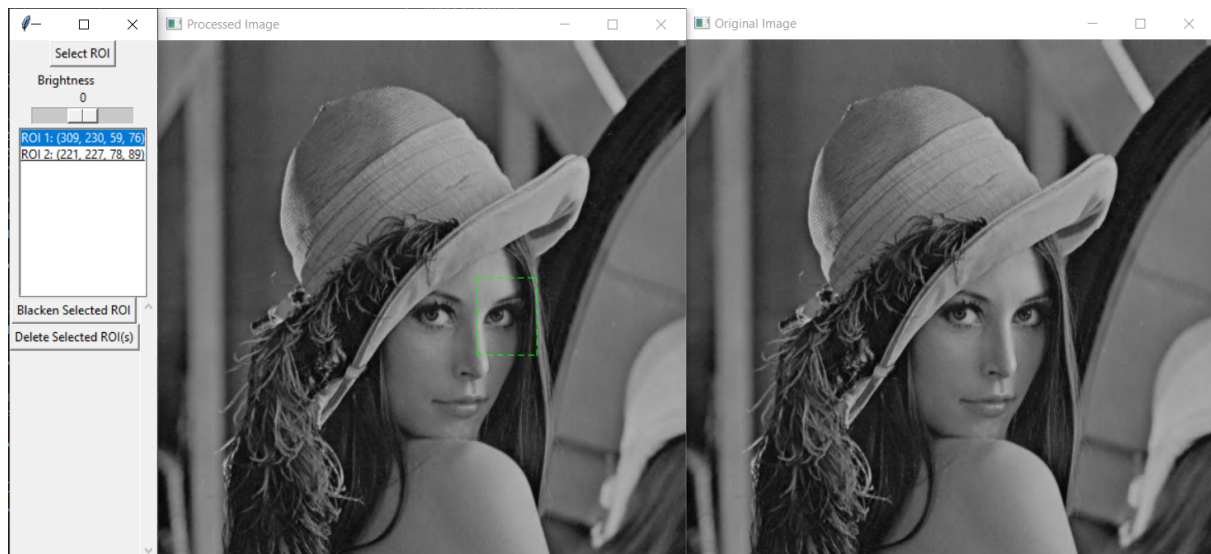 Processed Image
Original Image
Select ROI
Brightness
0
ROI 1: (309, 230, 59, 76)
ROI 2: (221, 227, 78, 89)
Blacken Selected ROI
Delete Selected ROI(s)